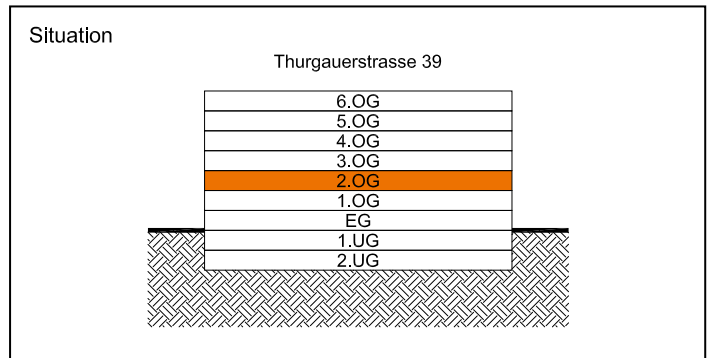 Situation
Thurgauerstrasse 39
6.OG
5.OG
4.OG
3.OG
2.OG
1.OG
EG
1.UG
2.UG